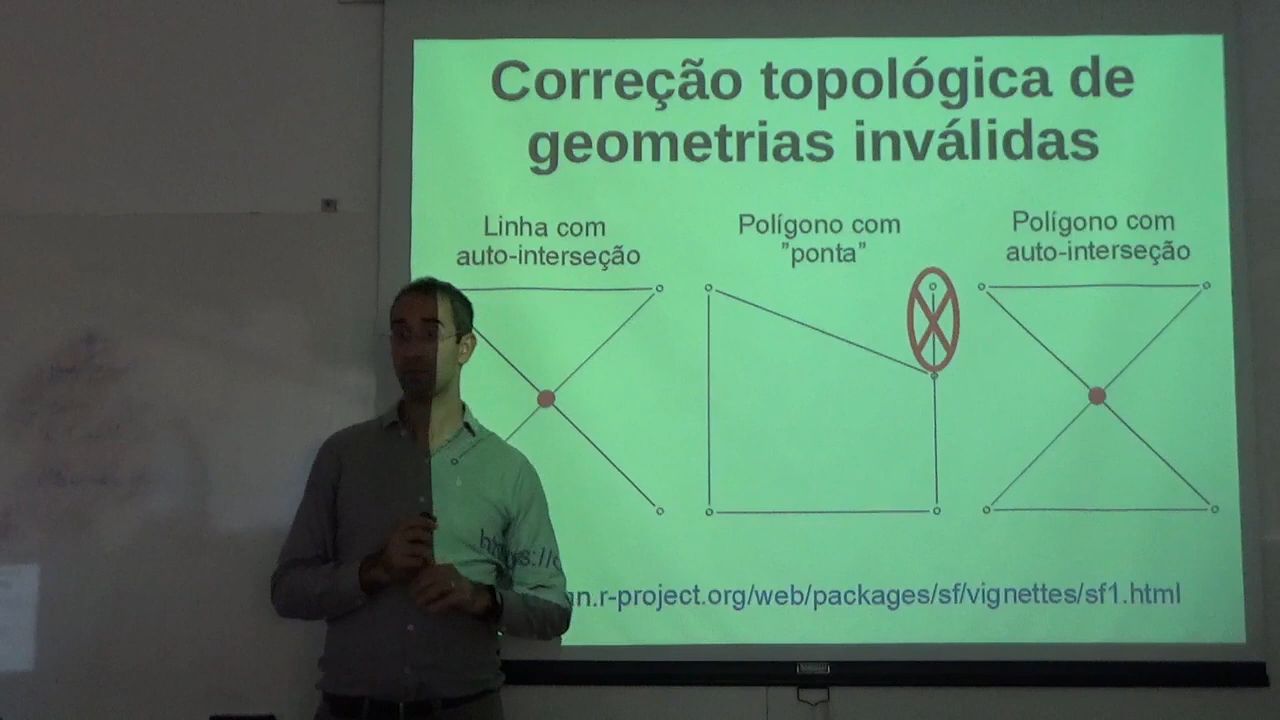 Correção topológica de
geometrias inválidas
Linha com
auto-interseção
Polígono com
”ponta”
Polígono com
auto-interseção
n.r-project.org/web/packages/sf/vignettes/sf1.html